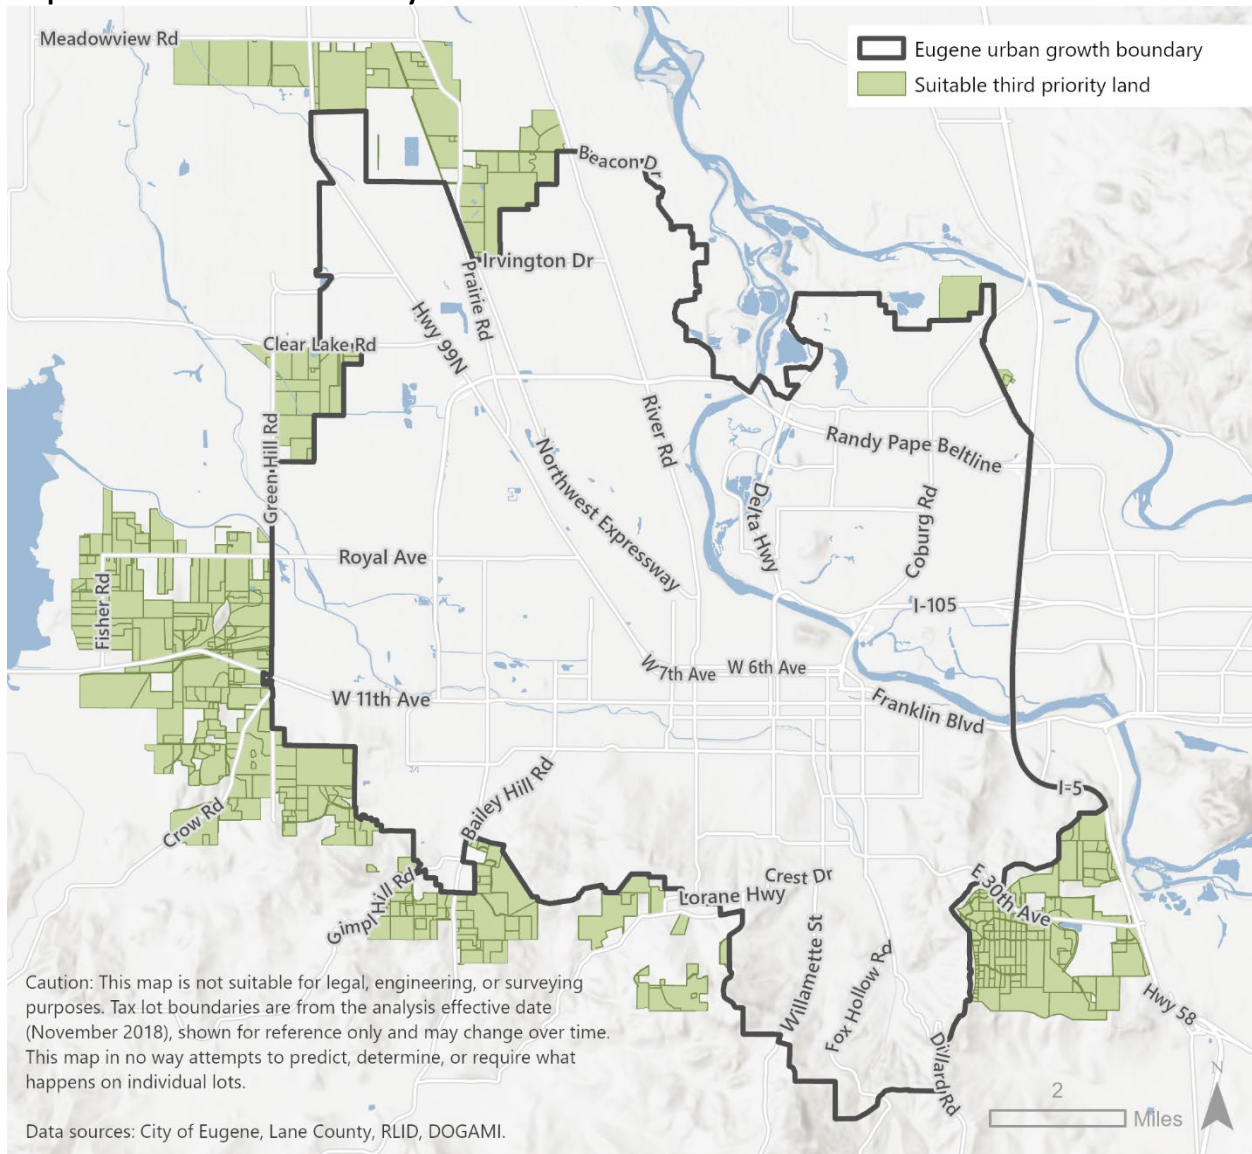 Meadowview Rd
Eugene urban growth boundary
Suitable third priority land
Beacon Dr
Irvington Dr
Prairie Rd
Hwy 99N
Clear Lake Rd
Green Hill Rd
River Rd
Randy Pape Beltline
Northwest Expressway
Delta Hwy
Coburg Rd
Royal Ave
Fisher Rd
I-105
W 7th Ave
W 6th Ave
W 11th Ave
Franklin Blvd
Bailey Hill Rd
I-5
Crow Rd
Crest Dr
E 30th Ave
Lorane Hwy
Gimpl Hill Rd
Willamette St
Fox Hollow Rd
Hwy 58
Dillard Rd
Caution: This map is not suitable for legal, engineering, or surveying
purposes. Tax lot boundaries are from the analysis effective date
(November 2018), shown for reference only and may change over time.
This map in no way attempts to predict, determine, or require what
happens on individual lots.
N
2
Miles
Data sources: City of Eugene, Lane County, RLID, DOGAMI.